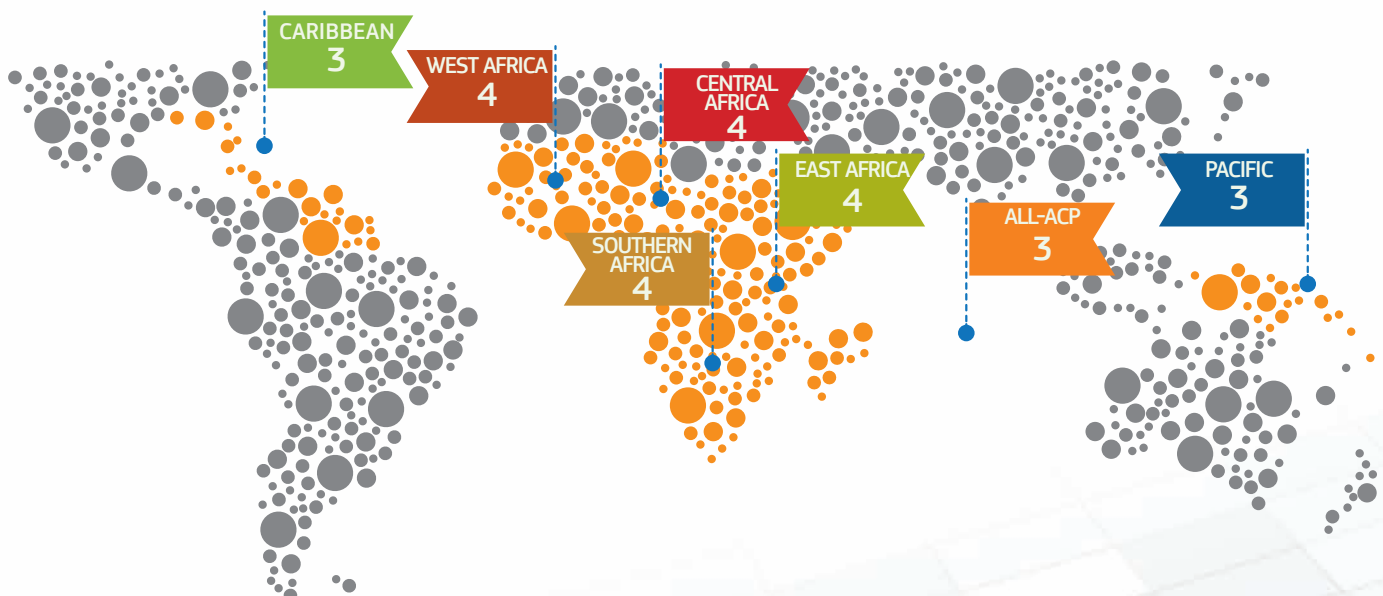 CARIBBEAN
3
WEST AFRICA
4
CENTRAL
AFRICA
4
EAST AFRICA
4
PACIFIC
3
ALL-ACP
3
SOUTHERN
AFRICA
4